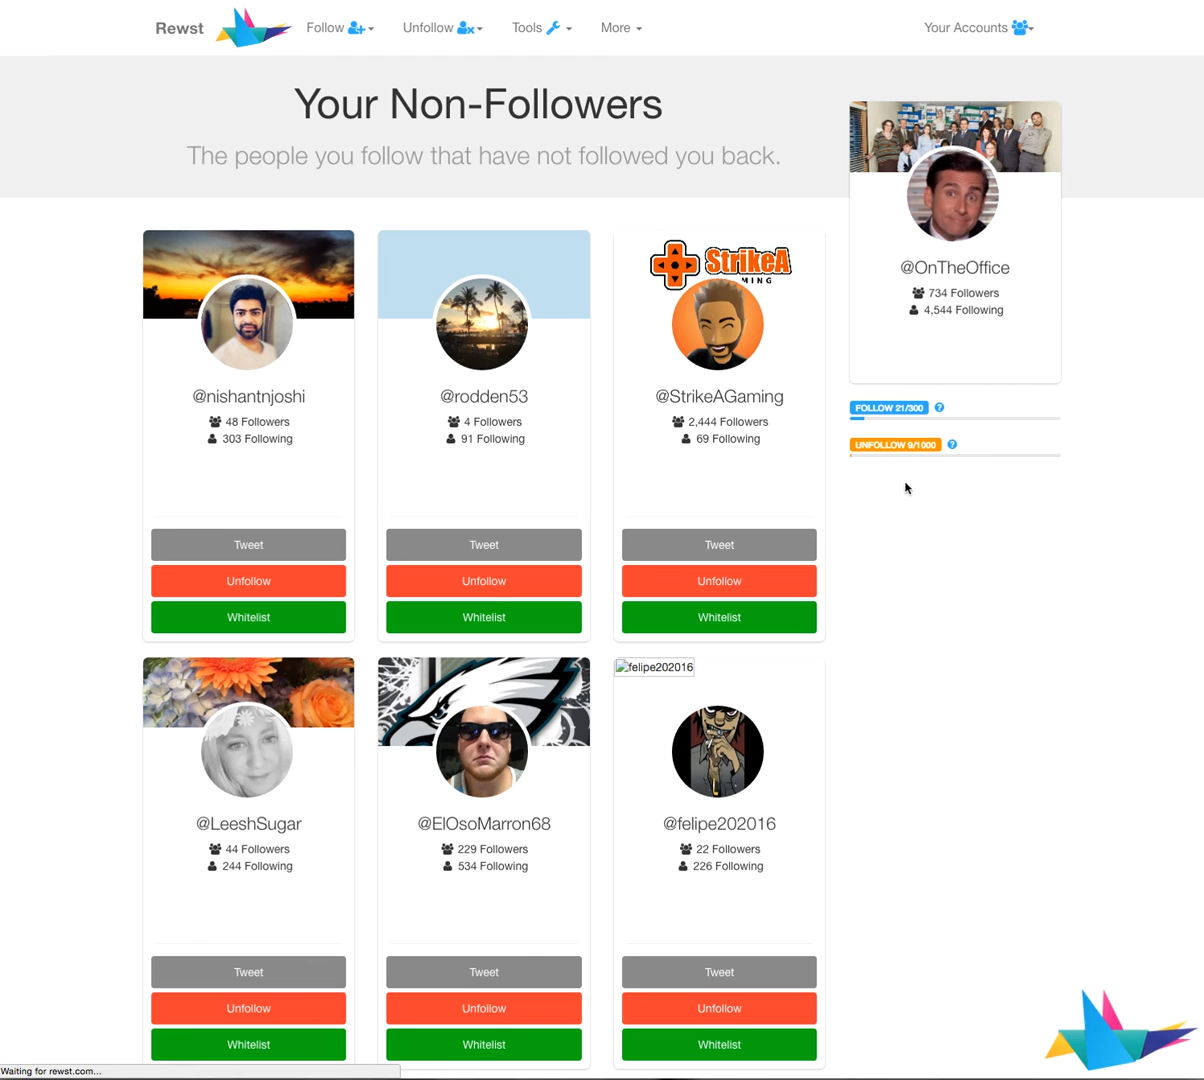 Rewst Follow Unfollow Tools More Your Accounts
Your Non-Followers
The people you follow that have not followed you back.
@OnTheOffice
734 Followers
4,544 Following
FOLLOW 21/300
UNFOLLOW 9/1000
StrikeA
MING
@nishantnjoshi
48 Followers
303 Following
Tweet
Unfollow
Whitelist
@rodden53
4 Followers
91 Following
Tweet
Unfollow
Whitelist
@StrikeAGaming
2,444 Followers
69 Following
Tweet
Unfollow
Whitelist
@LeeshSugar
44 Followers
244 Following
Tweet
Unfollow
Whitelist
@ElOsoMarron68
229 Followers
534 Following
Tweet
Unfollow
Whitelist
felipe202016
@felipe202016
22 Followers
226 Following
Tweet
Unfollow
Whitelist
Waiting for rewst.com...